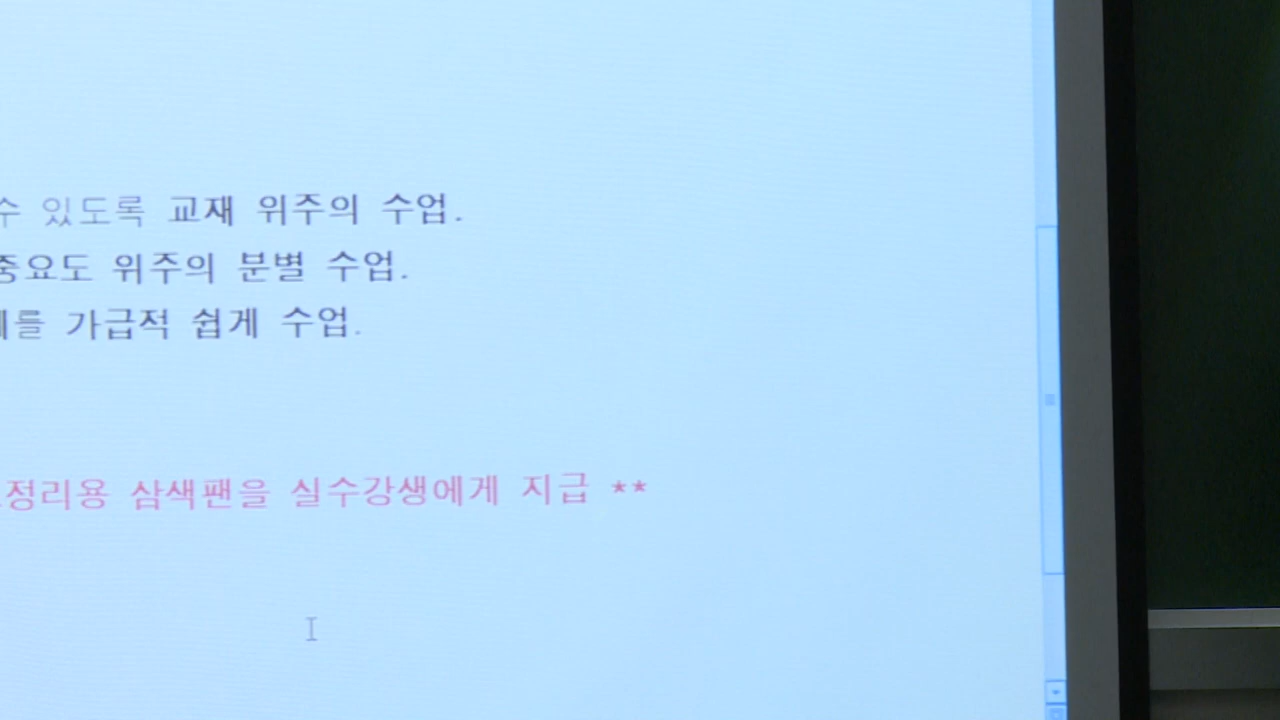 수 있도록 교재 위주의 수업.
중요도 위주의 분별 수업.
를 가급적 쉽게 수업.
정리용 삼색팬을 실수강생에게 지급 **